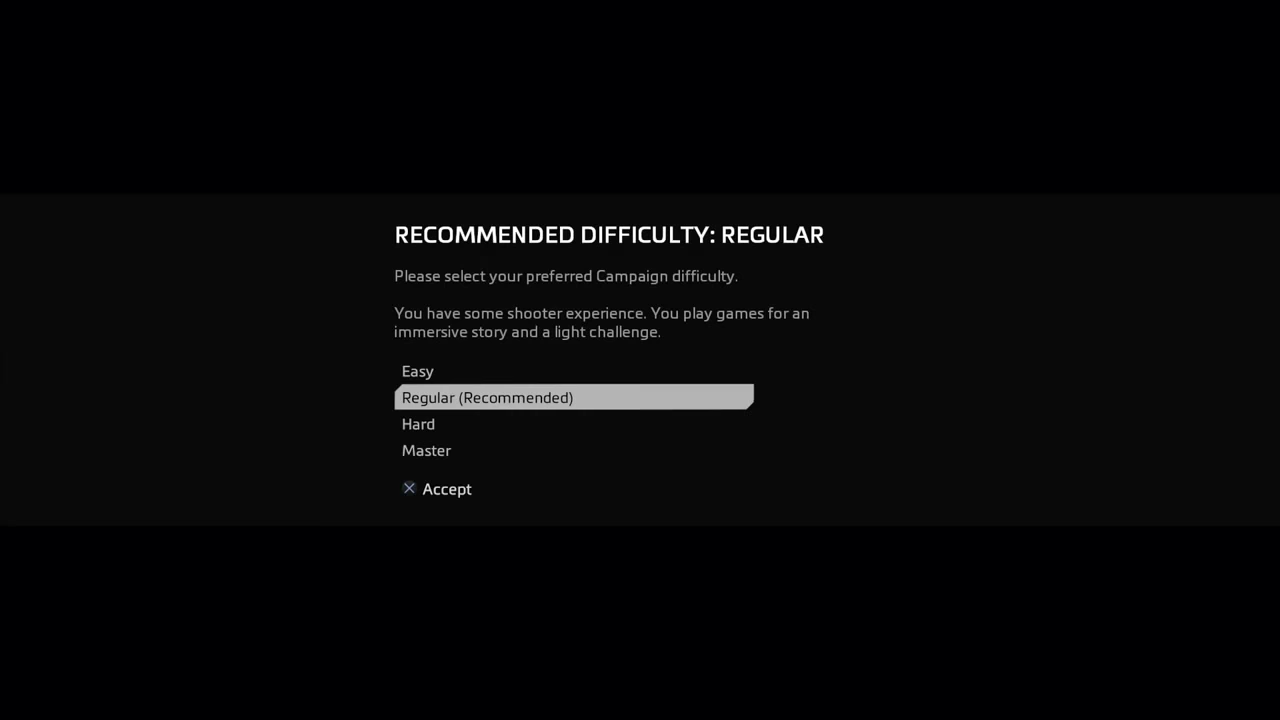 RECOMMENDED DIFFICULTY: REGULAR
Please select your preferred Campaign difficulty.
You have some shooter experience. You play games for an
immersive story and a light challenge.
Easy
Regular (Recommended)
Hard
Master
Accept